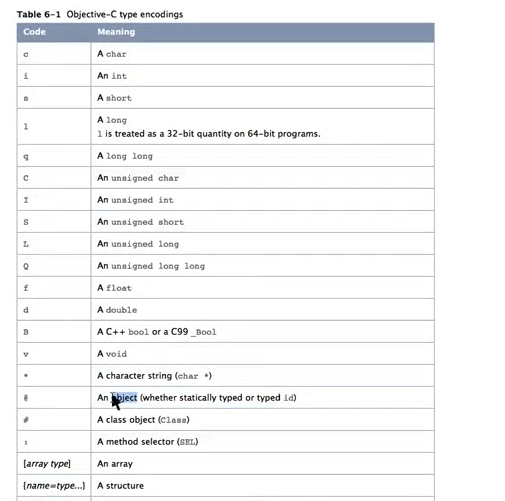 Table 6-1 Objective-C type encodings
Code Meaning
c A char
i An int
s A short
l A long
l is treated as a 32-bit quantity on 64-bit programs.
q A long long
C An unsigned char
I An unsigned int
S An unsigned short
L An unsigned long
Q An unsigned long long
f A float
d A double
B A C++ bool or a C99 _Bool
v A void
* A character string (char *)
@ An object (whether statically typed or typed id)
# A class object (Class)
: A method selector (SEL)
[array type] An array
{name=type...} A structure